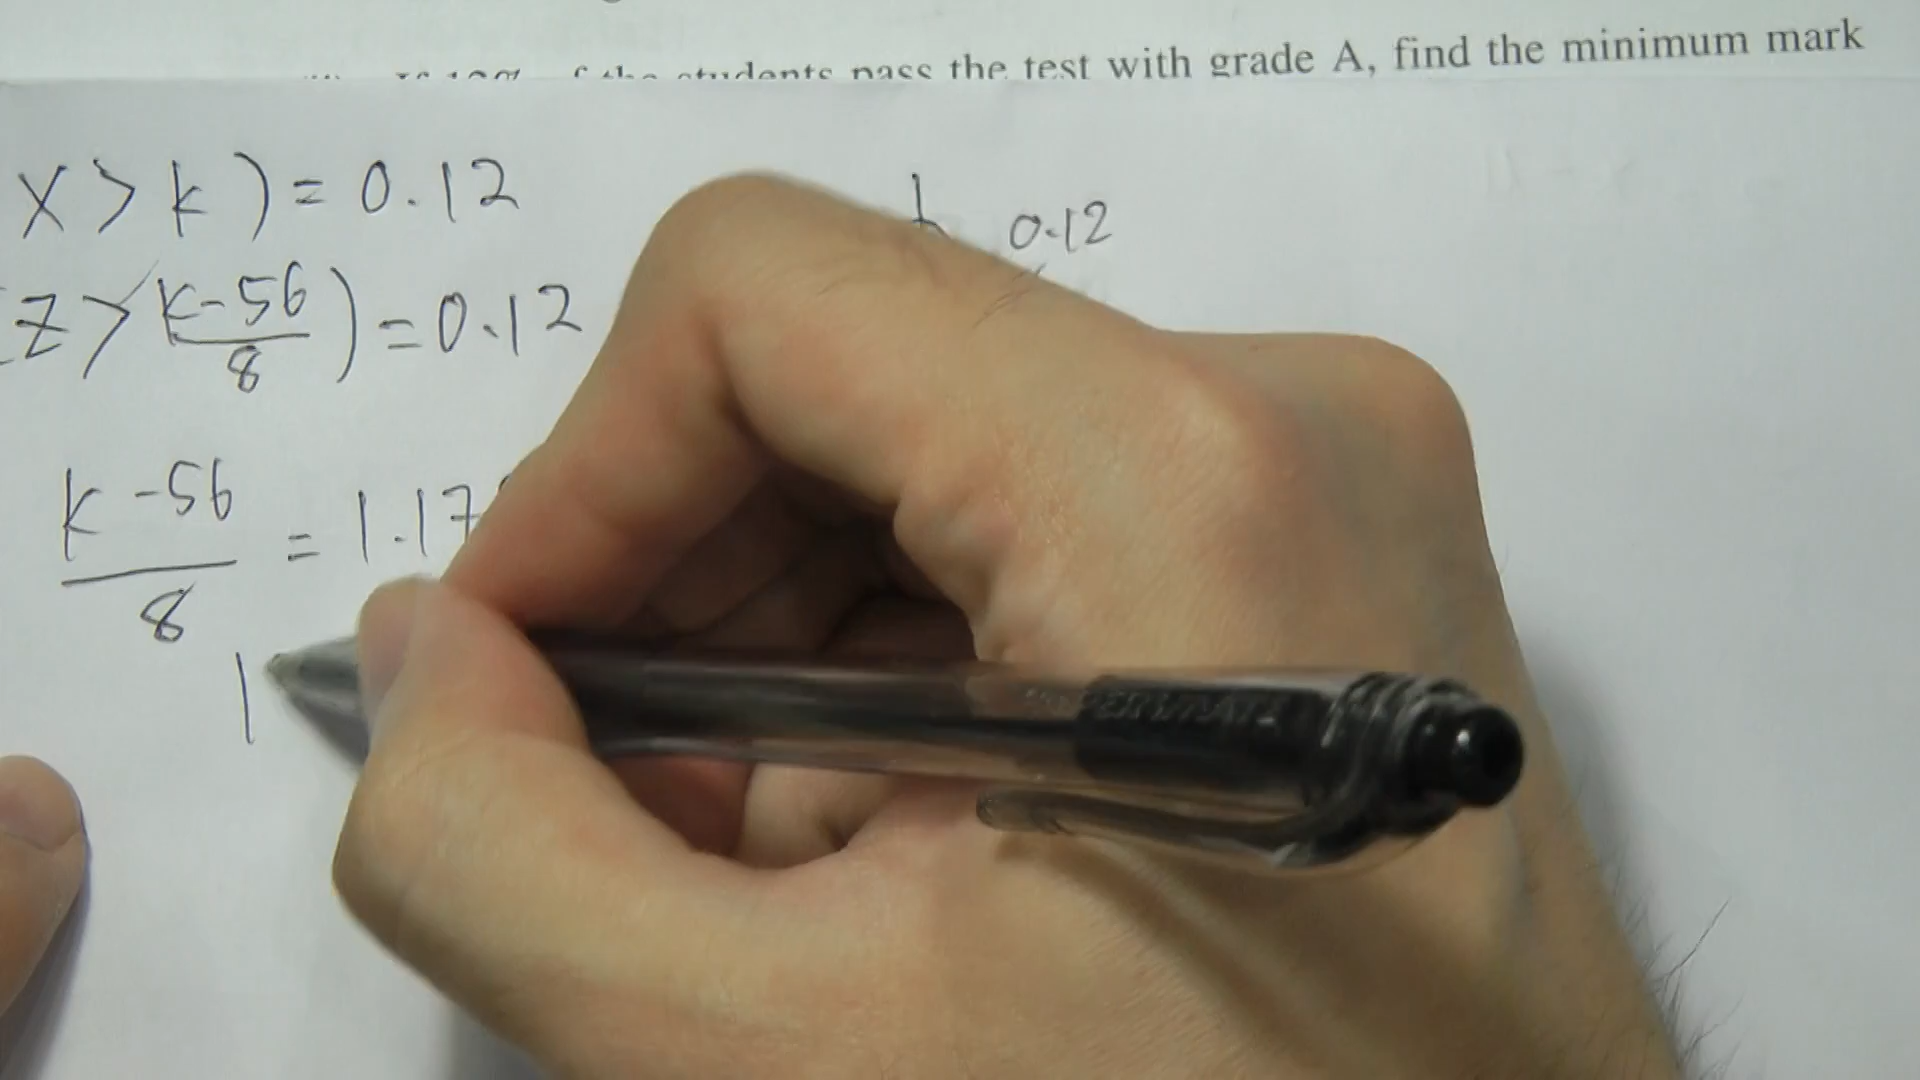 the students pass the test with grade A, find the minimum mark
X > k ) = 0.12
0.12
Z > k-56/8 ) = 0.12
k-56/8 = 1.17